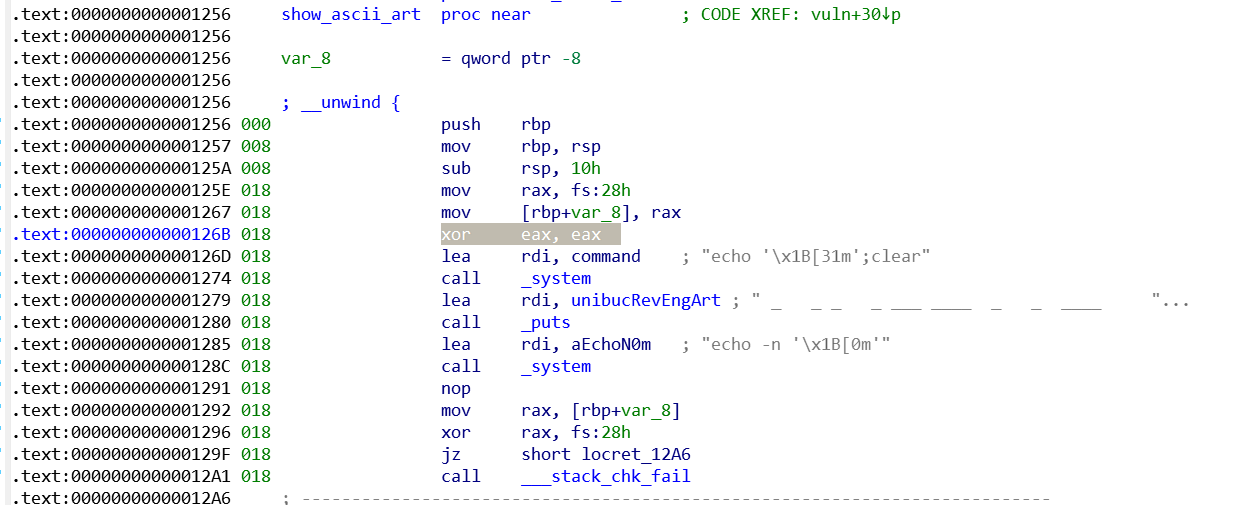 .text:0000000000001256 show_ascii_art proc near ; CODE XREF: vuln+30↓p
.text:0000000000001256
.text:0000000000001256 var_8 = qword ptr -8
.text:0000000000001256
.text:0000000000001256 ; __unwind {
.text:0000000000001256 000 push rbp
.text:0000000000001257 008 mov rbp, rsp
.text:000000000000125A 008 sub rsp, 10h
.text:000000000000125E 018 mov rax, fs:28h
.text:0000000000001267 018 mov [rbp+var_8], rax
.text:000000000000126B 018 xor eax, eax
.text:000000000000126D 018 lea rdi, command ; "echo '\x1B[31m';clear"
.text:0000000000001274 018 call _system
.text:0000000000001279 018 lea rdi, unibucRevEngArt ; " _   _ _   _ ___ ____  _   _  ____     "...
.text:0000000000001280 018 call _puts
.text:0000000000001285 018 lea rdi, aEchoN0m ; "echo -n '\x1B[0m'"
.text:000000000000128C 018 call _system
.text:0000000000001291 018 nop
.text:0000000000001292 018 mov rax, [rbp+var_8]
.text:0000000000001296 018 xor rax, fs:28h
.text:000000000000129F 018 jz short locret_12A6
.text:00000000000012A1 018 call ___stack_chk_fail
.text:00000000000012A6 ; ---------------------------------------------------------------------------